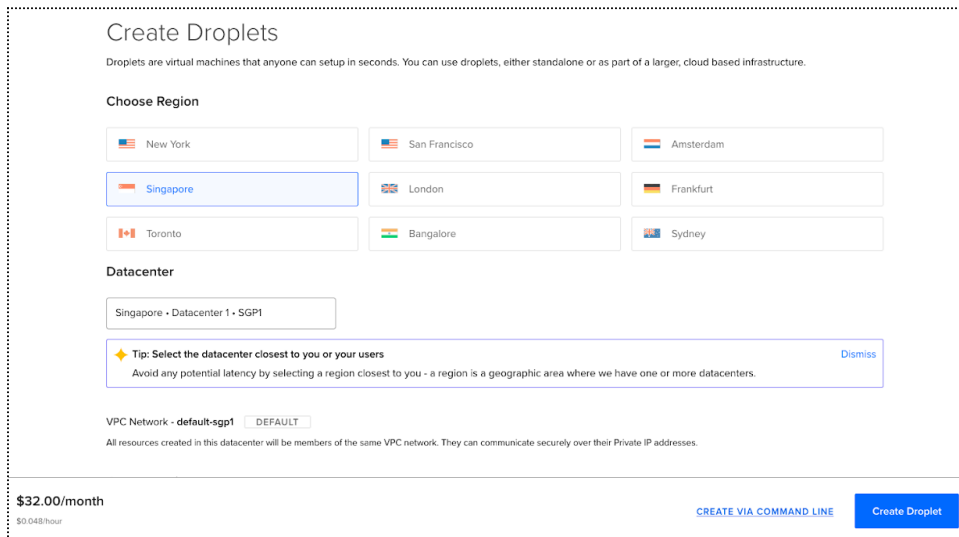 Create Droplets
Droplets are virtual machines that anyone can setup in seconds. You can use droplets, either standalone or as part of a larger, cloud based infrastructure.
Choose Region
New York
San Francisco
Amsterdam
Singapore
London
Frankfurt
Toronto
Bangalore
Sydney
Datacenter
Singapore • Datacenter 1 • SGP1
Tip: Select the datacenter closest to you or your users
Dismiss
Avoid any potential latency by selecting a region closest to you - a region is a geographic area where we have one or more datacenters.
VPC Network - default-sgp1 DEFAULT
All resources created in this datacenter will be members of the same VPC network. They can communicate securely over their Private IP addresses.
$32.00/month
$0.048/hour
CREATE VIA COMMAND LINE
Create Droplet